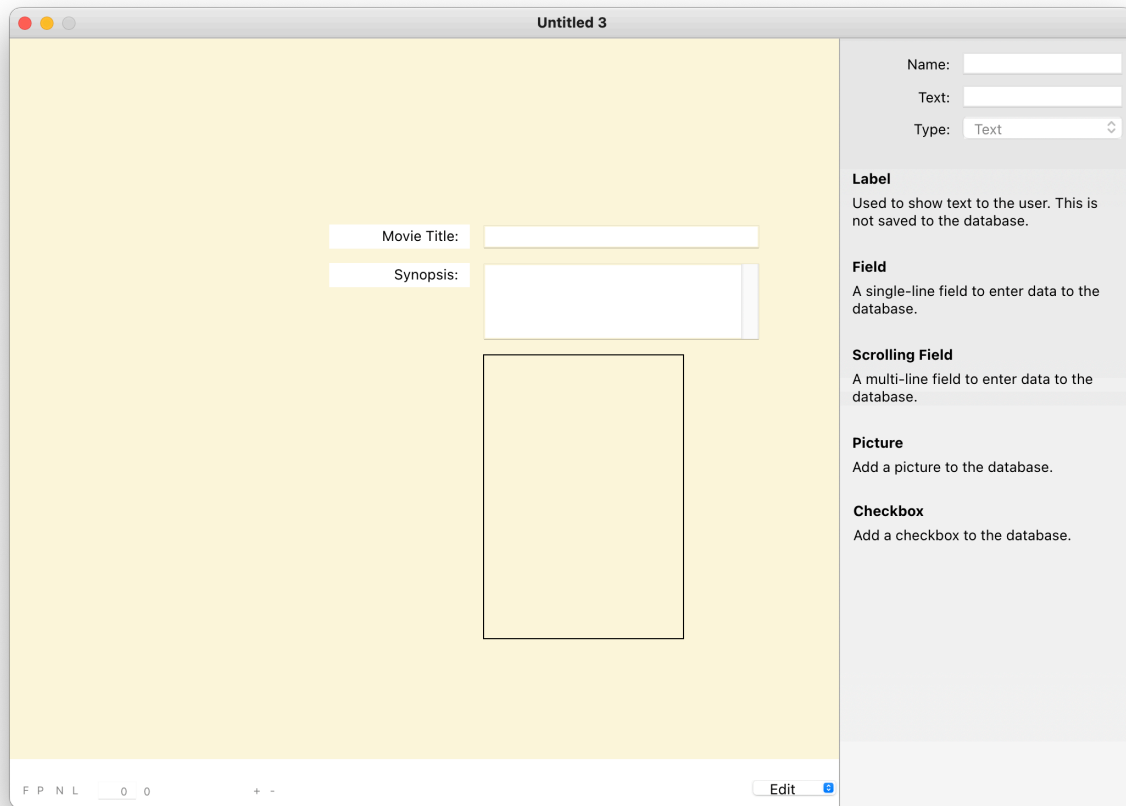 Untitled 3
Name:
Text:
Type: Text
Movie Title:
Synopsis:
Label
Used to show text to the user. This is
not saved to the database.
Field
A single-line field to enter data to the
database.
Scrolling Field
A multi-line field to enter data to the
database.
Picture
Add a picture to the database.
Checkbox
Add a checkbox to the database.
F P N L 0 0 + - Edit